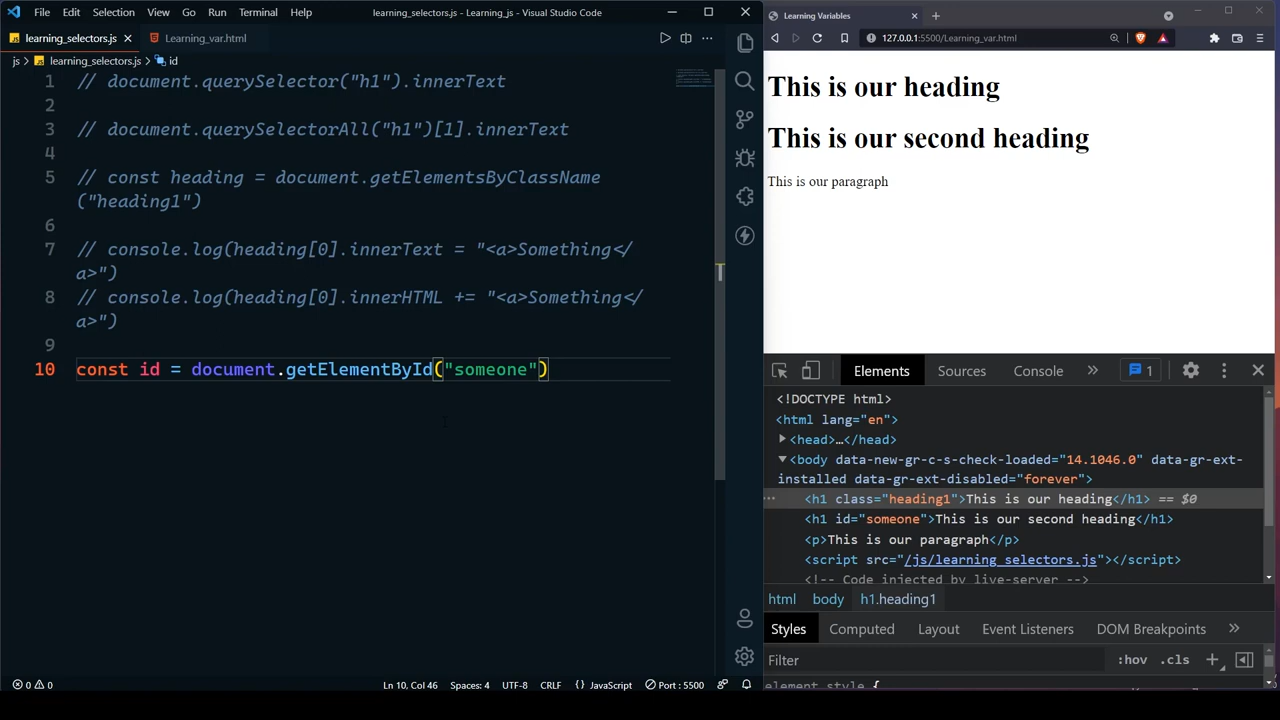 File Edit Selection View Go Run Terminal Help learning_selectors.js - Learning_js - Visual Studio Code
learning_selectors.js Learning_var.html
js > learning_selectors.js > id
1 // document.querySelector("h1").innerText
2
3 // document.querySelectorAll("h1")[1].innerText
4
5 // const heading = document.getElementsByClassName
("heading1")
6
7 // console.log(heading[0].innerText = "<a>Something</
a>")
8 // console.log(heading[0].innerHTML += "<a>Something</
a>")
9
10 const id = document.getElementById("someone")
0 0 Ln 10, Col 46 Spaces: 4 UTF-8 CRLF {} JavaScript Port : 5500
Learning Variables
127.0.0.1:5500/Learning_var.html
This is our heading
This is our second heading
This is our paragraph
Elements Sources Console » 1
<!DOCTYPE html>
<html lang="en">
<head>…</head>
<body data-new-gr-c-s-check-loaded="14.1046.0" data-gr-ext-
installed data-gr-ext-disabled="forever">
<h1 class="heading1">This is our heading</h1> == $0
<h1 id="someone">This is our second heading</h1>
<p>This is our paragraph</p>
<script src="/js/learning_selectors.js"></script>
<!-- Code injected by live-server -->
html body h1.heading1
Styles Computed Layout Event Listeners DOM Breakpoints »
Filter :hov .cls +
element.style {